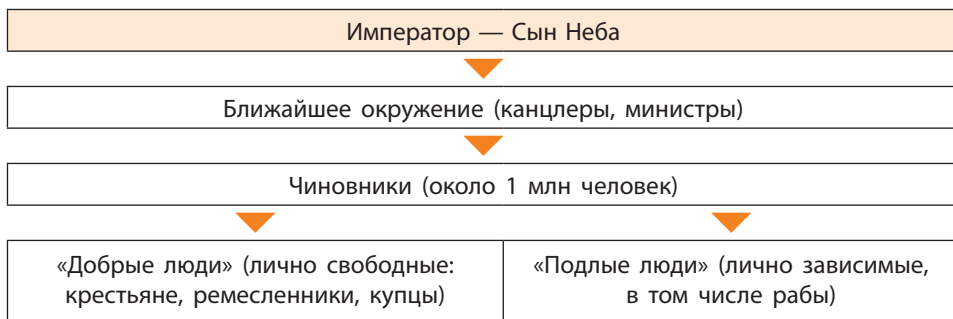 Император — Сын Неба
Ближайшее окружение (канцлеры, министры)
Чиновники (около 1 млн человек)
«Добрые люди» (лично свободные:
крестьяне, ремесленники, купцы)
«Подлые люди» (лично зависимые,
в том числе рабы)